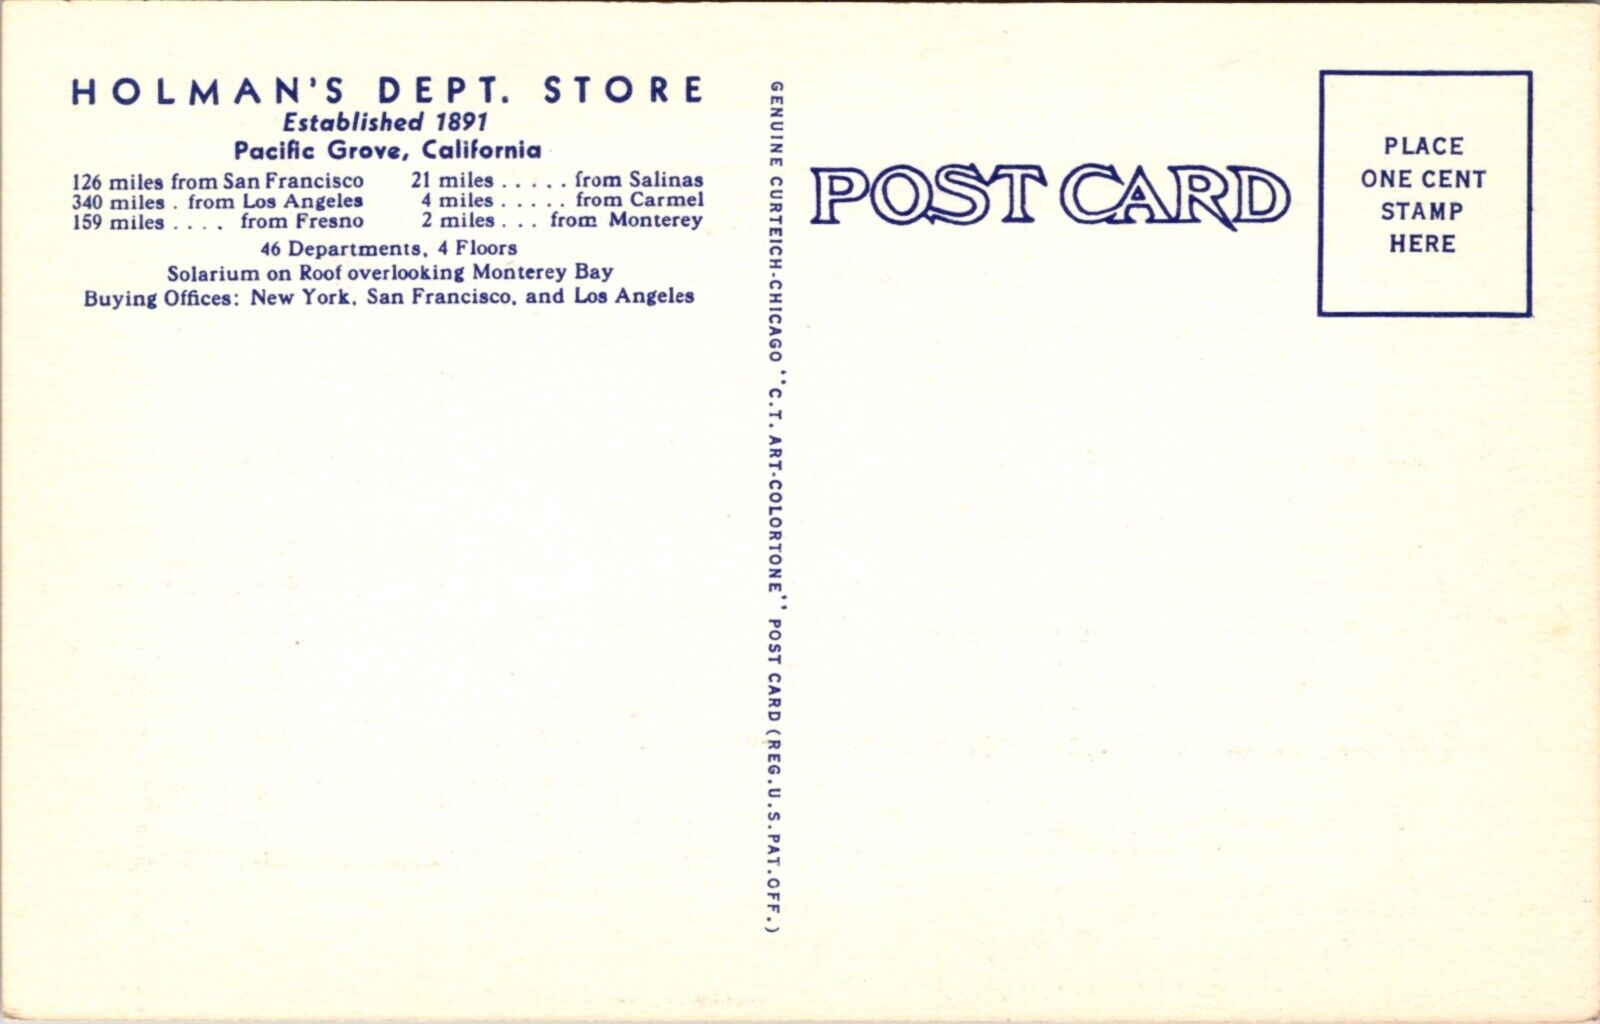 HOLMAN'S DEPT. STORE
Established 1891
Pacific Grove, California
126 miles from San Francisco 21 miles ..... from Salinas
340 miles . from Los Angeles 4 miles ..... from Carmel
159 miles .... from Fresno 2 miles ... from Monterey
46 Departments, 4 Floors
Solarium on Roof overlooking Monterey Bay
Buying Offices: New York, San Francisco, and Los Angeles
GENUINE CURTEICH-CHICAGO "C.T. ART-COLORTONE" POST CARD (REG. U.S. PAT. OFF.)
POST CARD
PLACE
ONE CENT
STAMP
HERE